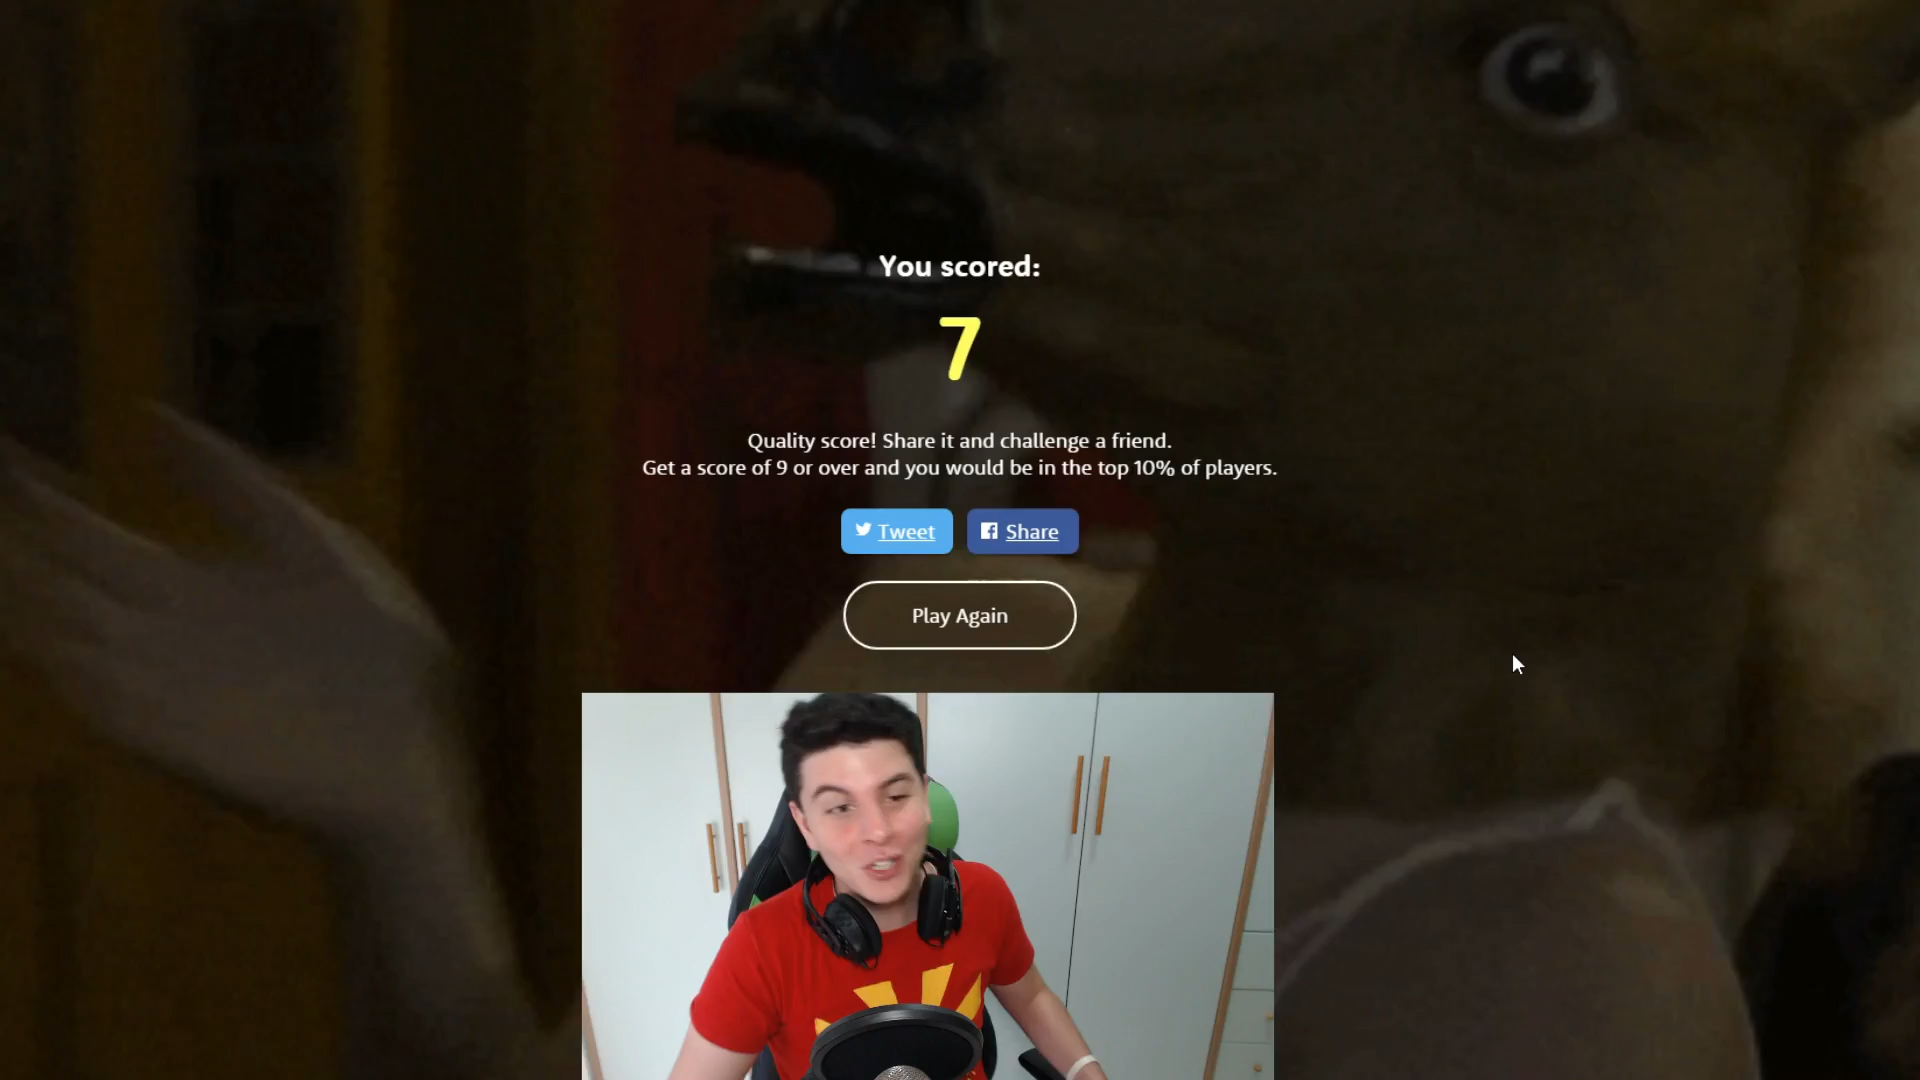 You scored:
7
Quality score! Share it and challenge a friend.
Get a score of 9 or over and you would be in the top 10% of players.
Tweet
Share
Play Again